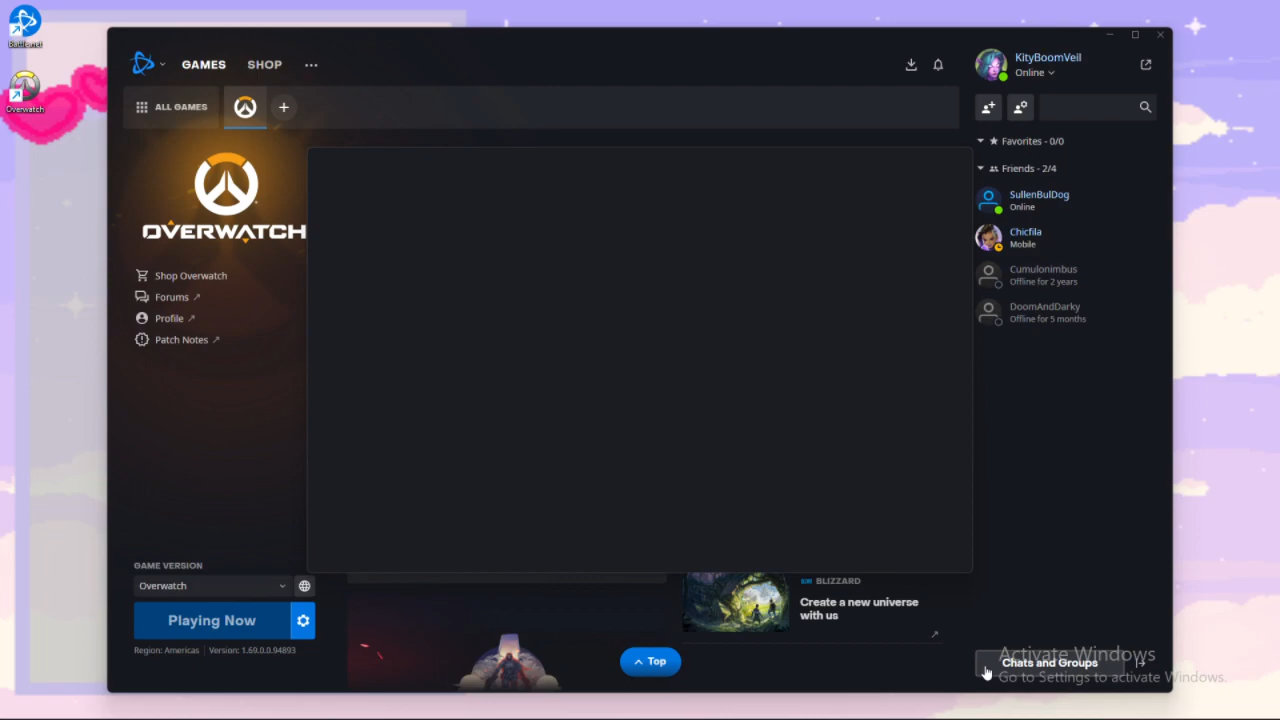 Battle.net
Overwatch
GAMES
SHOP
KityBoomVeil
Online
ALL GAMES
Favorites - 0/0
Friends - 2/4
SullenBulDog
Online
Chicfila
Mobile
Cumulonimbus
Offline for 2 years
DoomAndDarky
Offline for 5 months
OVERWATCH
Shop Overwatch
Forums
Profile
Patch Notes
GAME VERSION
Overwatch
Playing Now
Region: Americas
Version: 1.69.0.0.94893
BLIZZARD
Create a new universe
with us
Top
Chats and Groups
Activate Windows
Go to Settings to activate Windows.